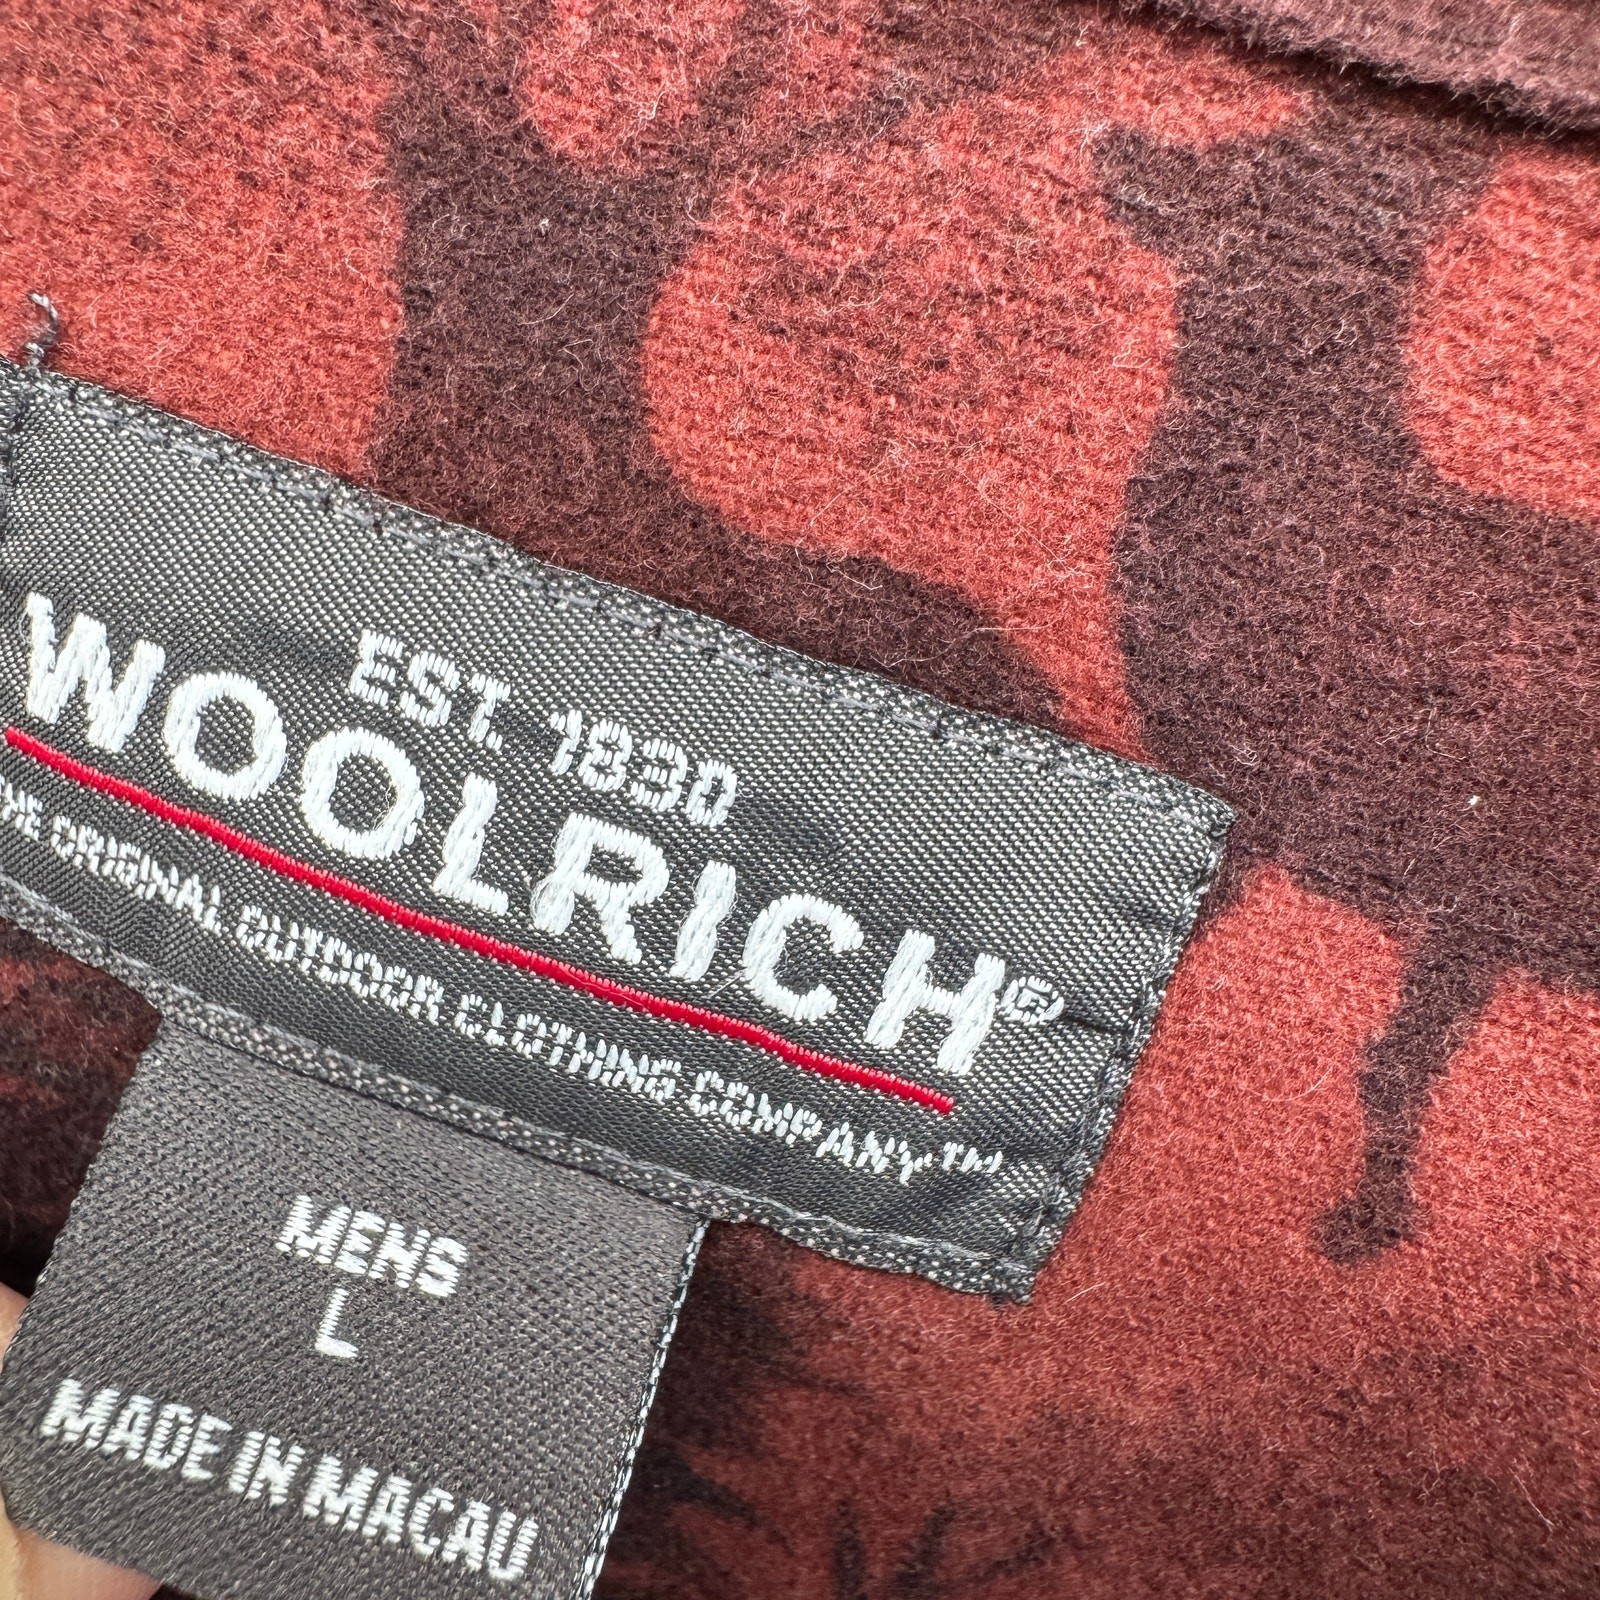 EST. 1830
WOOLRICH®
THE ORIGINAL OUTDOOR CLOTHING COMPANY™
MENS
L
MADE IN MACAU